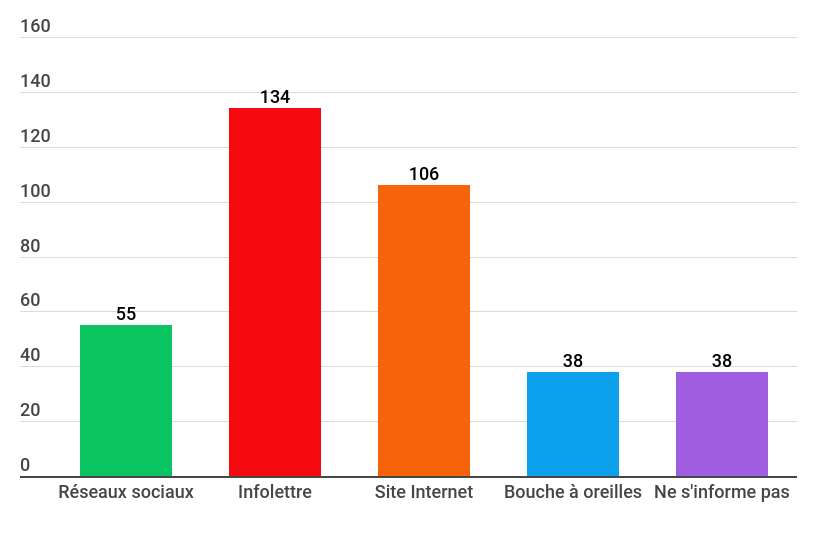 160
140
134
120
106
100
80
60
55
40
38
38
20
0
Réseaux sociaux
Infolettre
Site Internet
Bouche à oreilles
Ne s'informe pas